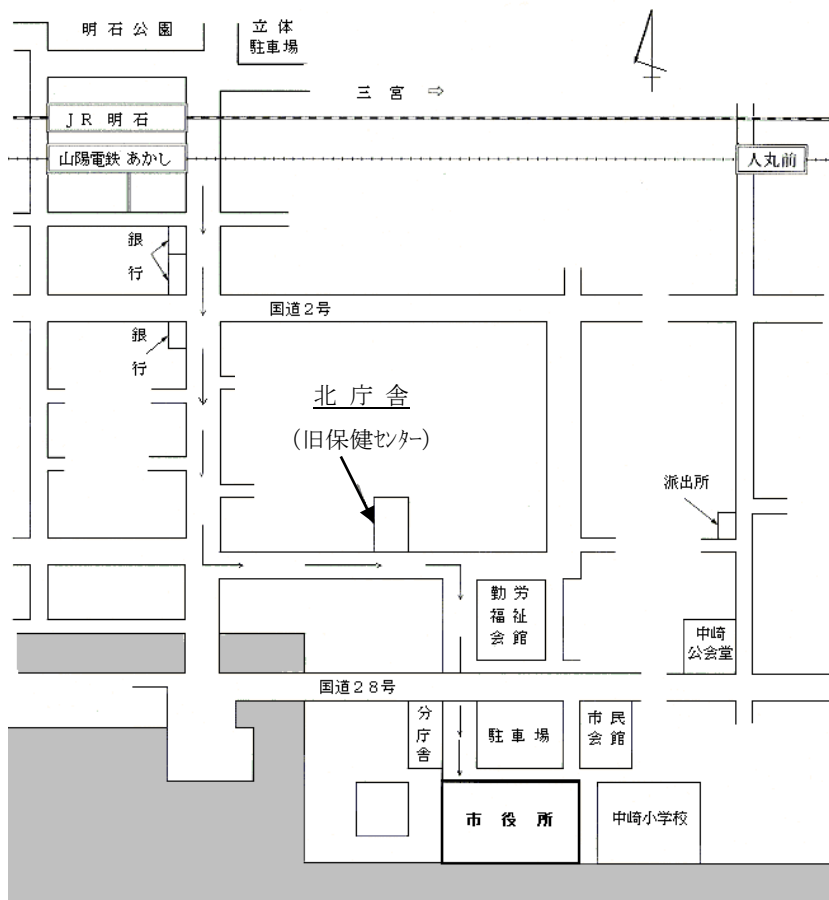 明石公園
立体
駐車場
三宮 ⇒
ＪＲ 明石
山陽電鉄 あかし
人丸前
銀
行
国道２号
銀
行
北庁舎
（旧保健センター）
派出所
勤労
福祉
会館
中崎
公会堂
国道２８号
分
庁
舎
駐車場
市民
会館
市役所
中崎小学校